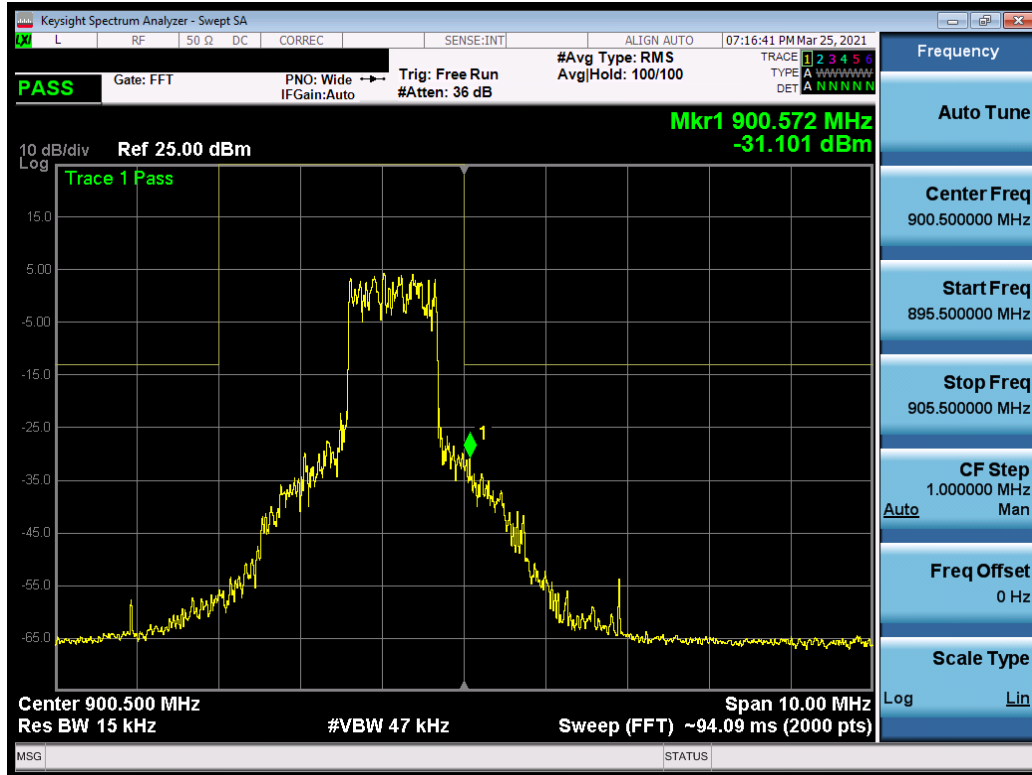 Keysight Spectrum Analyzer - Swept SA
LXI L RF 50 Ω DC CORREC SENSE:INT ALIGN AUTO 07:16:41 PM Mar 25, 2021
PASS
Gate: FFT
PNO: Wide
IFGain:Auto
Trig: Free Run
#Atten: 36 dB
#Avg Type: RMS
Avg|Hold: 100/100
TRACE 1 2 3 4 5 6
TYPE A WWWWW
DET A N N N N N
Mkr1 900.572 MHz
-31.101 dBm
10 dB/div Ref 25.00 dBm
Log
Trace 1 Pass
15.0
5.00
-5.00
-15.0
-25.0
1
-35.0
-45.0
-55.0
-65.0
Center 900.500 MHz Span 10.00 MHz
Res BW 15 kHz #VBW 47 kHz Sweep (FFT) ~94.09 ms (2000 pts)
MSG STATUS
Frequency
Auto Tune
Center Freq
900.500000 MHz
Start Freq
895.500000 MHz
Stop Freq
905.500000 MHz
CF Step
1.000000 MHz
Auto Man
Freq Offset
0 Hz
Scale Type
Log Lin